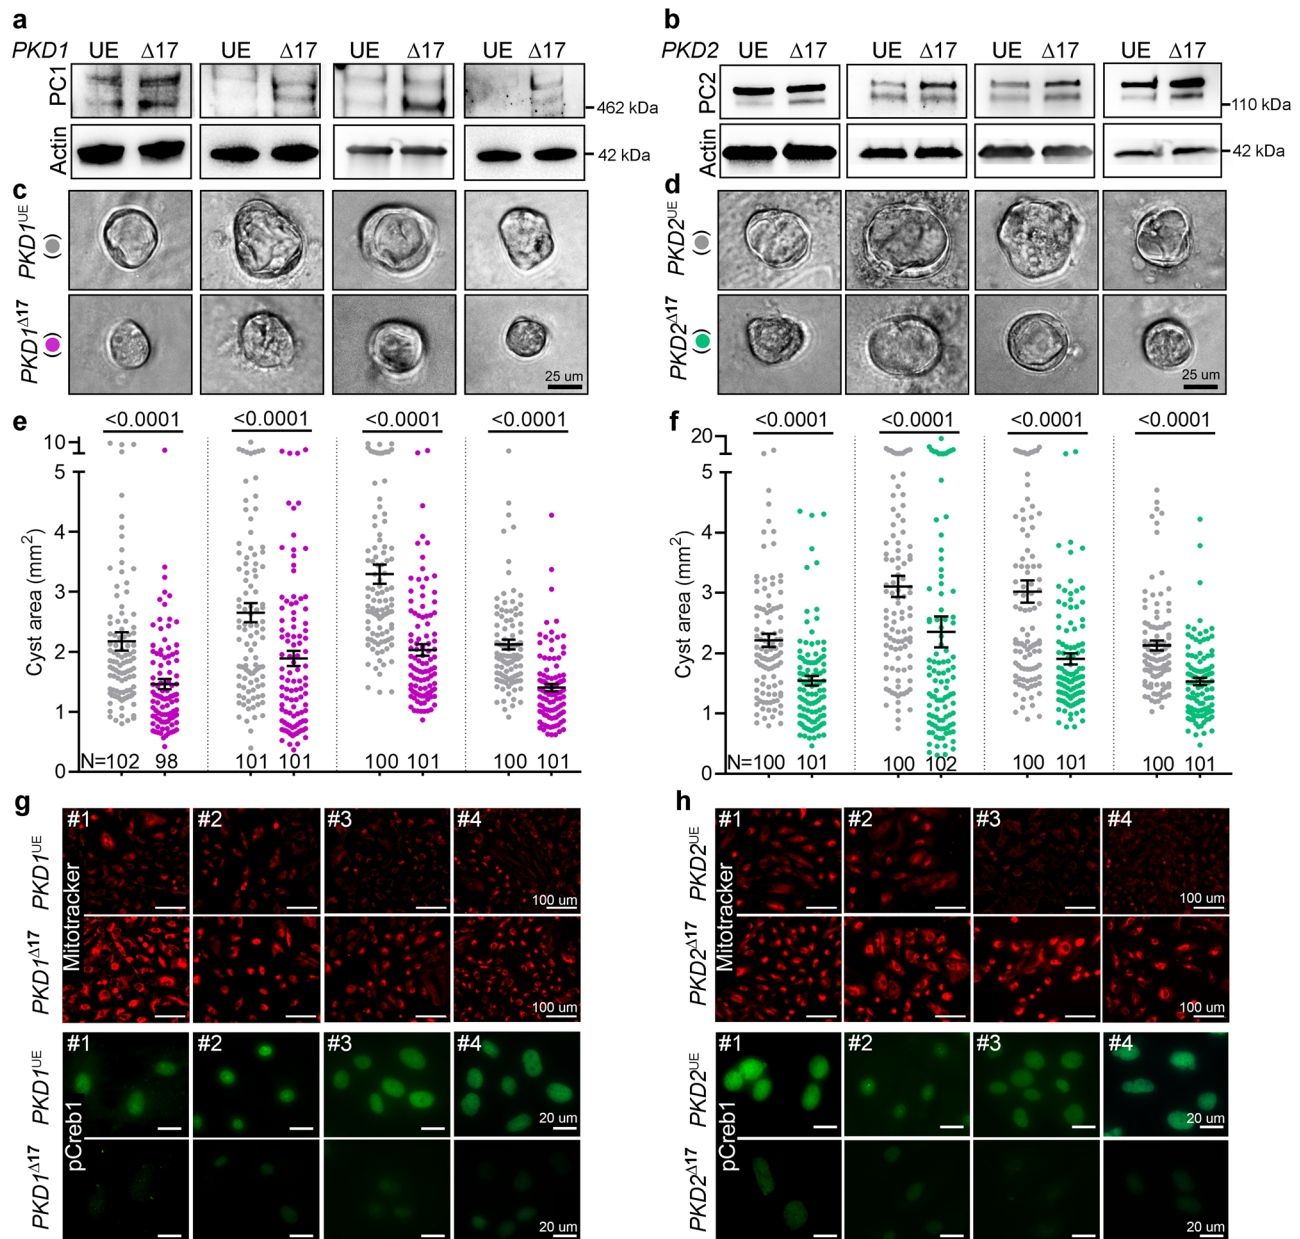 a
PKD1 UE Δ17 UE Δ17 UE Δ17 UE Δ17
PC1
462 kDa
Actin
42 kDa
b
PKD2 UE Δ17 UE Δ17 UE Δ17 UE Δ17
PC2
110 kDa
Actin
42 kDa
c
PKD1UE
( )
PKD1Δ17
( )
25 um
d
PKD2UE
( )
PKD2Δ17
( )
25 um
e
<0.0001 <0.0001 <0.0001 <0.0001
Cyst area (mm2)
10
1
5
4
3
2
1
0
N=102 98 101 101 100 101 100 101
f
<0.0001 <0.0001 <0.0001 <0.0001
Cyst area (mm2)
20
1
5
4
3
2
1
0
N=100 101 100 102 100 101 100 101
g
PKD1UE
#1 #2 #3 #4
100 um
Mitotracker
PKD1Δ17
100 um
PKD1UE
#1 #2 #3 #4
20 um
pCreb1
PKD1Δ17
20 um
h
PKD2UE
#1 #2 #3 #4
100 um
Mitotracker
PKD2Δ17
100 um
PKD2UE
#1 #2 #3 #4
20 um
pCreb1
PKD2Δ17
20 um